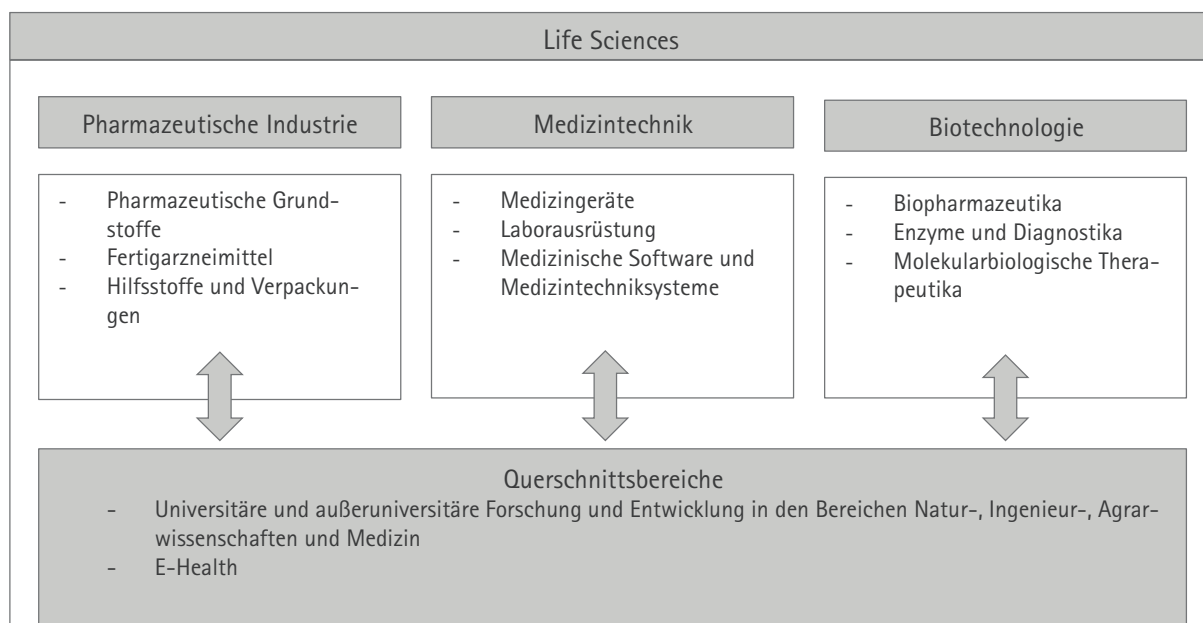 Life Sciences
Pharmazeutische Industrie
- Pharmazeutische Grund-
stoffe
- Fertigarzneimittel
- Hilfsstoffe und Verpackun-
gen
Medizintechnik
- Medizingeräte
- Laborausrüstung
- Medizinische Software und
Medizintechniksysteme
Biotechnologie
- Biopharmazeutika
- Enzyme und Diagnostika
- Molekularbiologische Thera-
peutika
Querschnittsbereiche
- Universitäre und außeruniversitäre Forschung und Entwicklung in den Bereichen Natur-, Ingenieur-, Agrar-
wissenschaften und Medizin
- E-Health